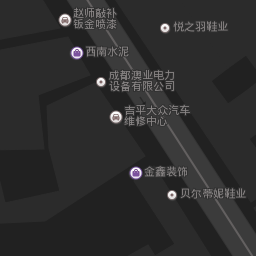 赵师敲补
钣金喷漆
悦之羽鞋业
西南水泥
成都澳业电力
设备有限公司
吉平大众汽车
维修中心
金鑫装饰
贝尔蒂妮鞋业